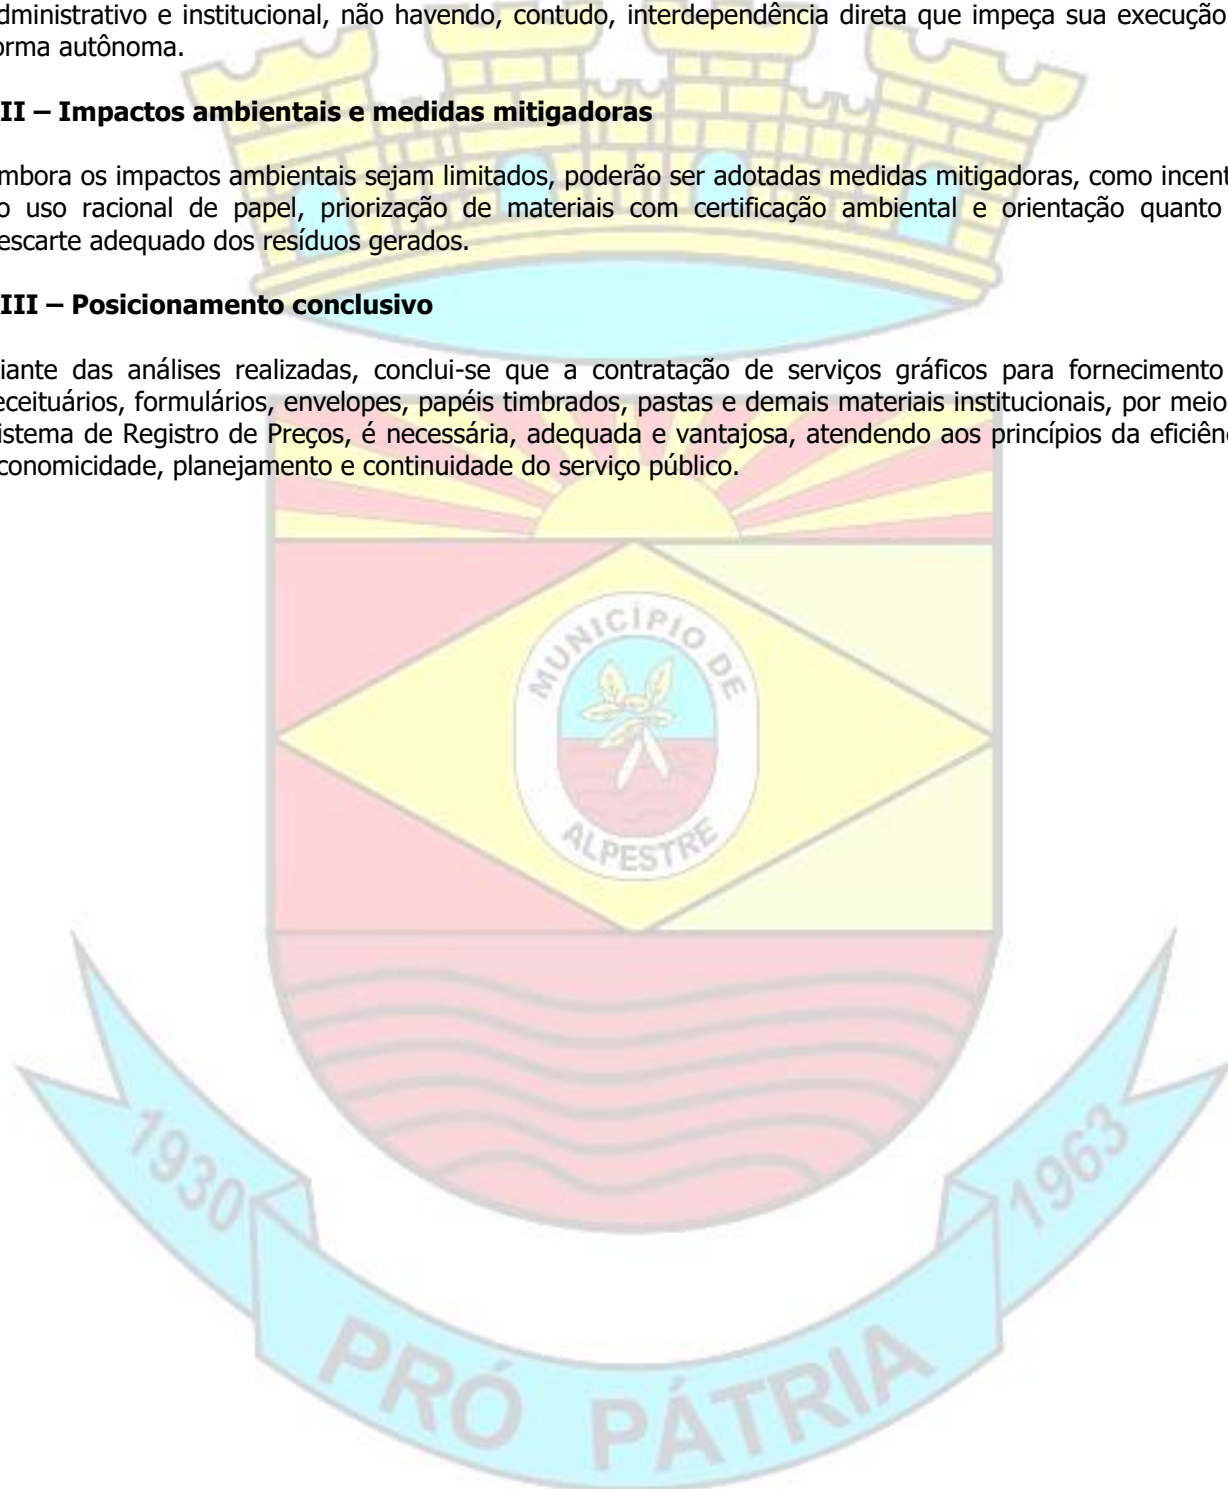 dministrativo e institucional, não havendo, contudo, interdependência direta que impeça sua execução
orma autônoma.
II – Impactos ambientais e medidas mitigadoras
mbora os impactos ambientais sejam limitados, poderão ser adotadas medidas mitigadoras, como incent
o uso racional de papel, priorização de materiais com certificação ambiental e orientação quanto
escarte adequado dos resíduos gerados.
III – Posicionamento conclusivo
iante das análises realizadas, conclui-se que a contratação de serviços gráficos para fornecimento
eceituários, formulários, envelopes, papéis timbrados, pastas e demais materiais institucionais, por meio
istema de Registro de Preços, é necessária, adequada e vantajosa, atendendo aos princípios da eficiên
conomicidade, planejamento e continuidade do serviço público.
MUNICÍPIO DE
ALPESTRE
1930
1963
PRÓ PÁTRIA